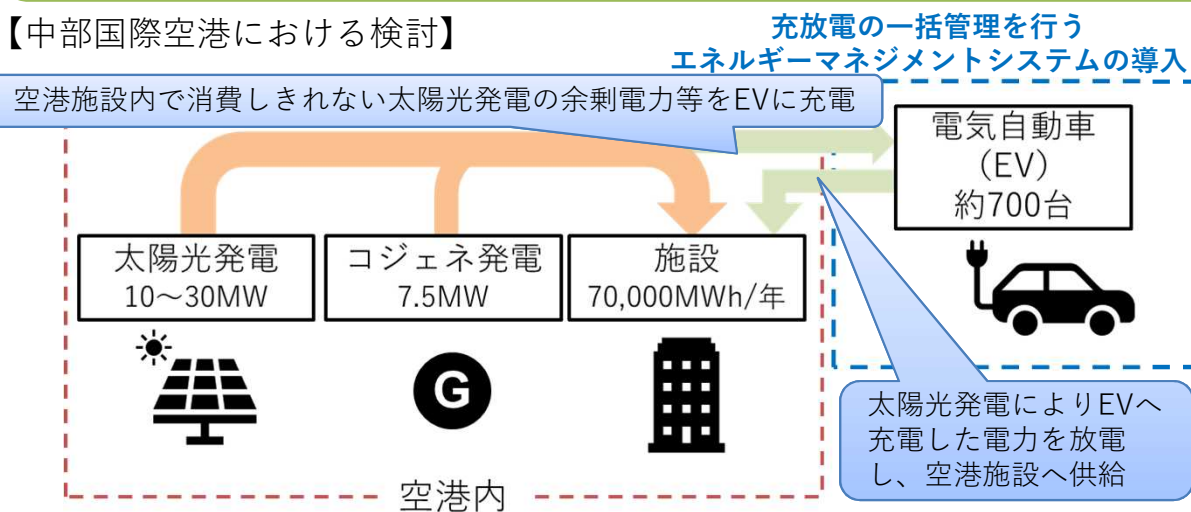 【中部国際空港における検討】
充放電の一括管理を行う
エネルギーマネジメントシステムの導入
空港施設内で消費しきれない太陽光発電の余剰電力等をEVに充電
電気自動車
（EV）
約700台
太陽光発電
10～30MW
コジェネ発電
7.5MW
施設
70,000MWh/年
G
太陽光発電によりEVへ
充電した電力を放電
し、空港施設へ供給
空港内